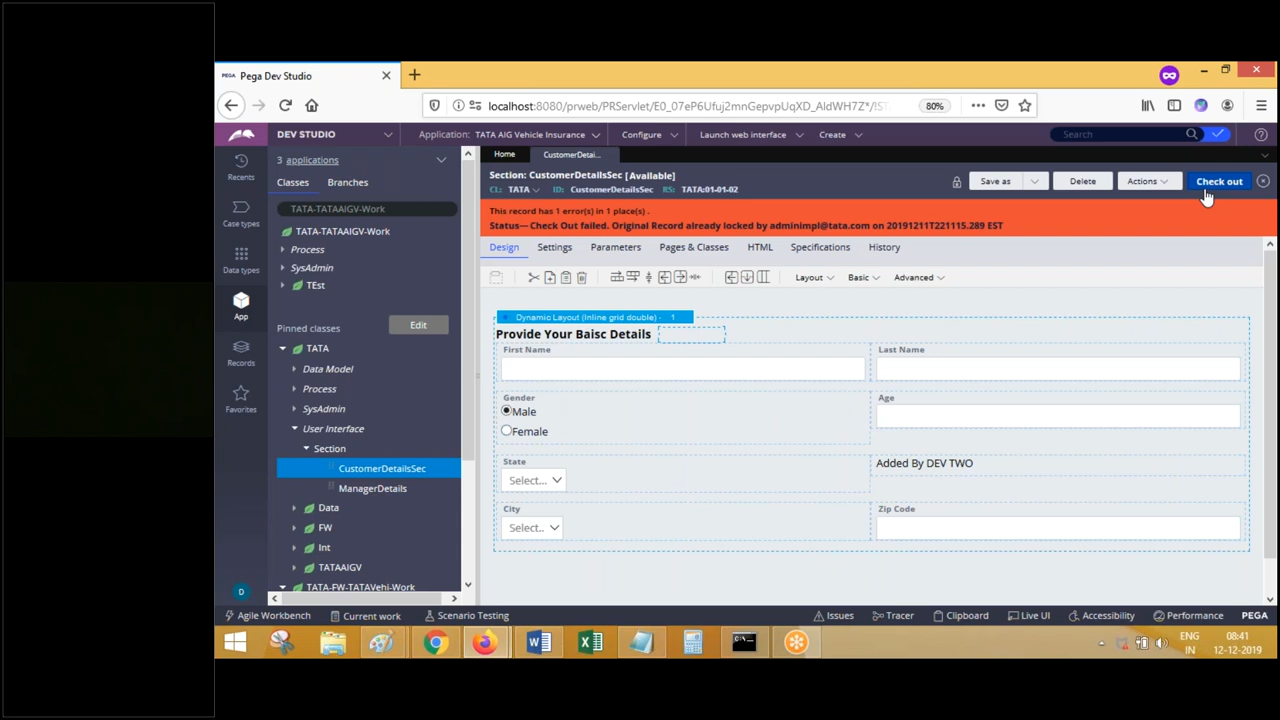 PEGA Pega Dev Studio
localhost:8080/prweb/PRServlet/E0_07eP6Ufuj2mnGepvpUqXD_AldWH7Z*/!ST 80%
DEV STUDIO Application: TATA AIG Vehicle Insurance Configure Launch web interface Create Search
Recents
Case types
Data types
App
Records
Favorites
D
3 applications
Classes Branches
TATA-TATAAIGV-Work
TATA-TATAAIGV-Work
Process
SysAdmin
TEst
Pinned classes Edit
TATA
Data Model
Process
SysAdmin
User Interface
Section
CustomerDetailsSec
ManagerDetails
Data
FW
Int
TATAAIGV
TATA-FW-TATAVehi-Work
Home CustomerDetai...
Section: CustomerDetailsSec [Available]
CL: TATA ID: CustomerDetailsSec RS: TATA:01-01-02
Save as Delete Actions Check out
This record has 1 error(s) in 1 place(s) .
Status— Check Out failed. Original Record already locked by adminimpl@tata.com on 20191211T221115.289 EST
Design Settings Parameters Pages & Classes HTML Specifications History
Layout Basic Advanced
Dynamic Layout (Inline grid double) - 1
Provide Your Baisc Details
First Name Last Name
Gender Age
Male
Female
State Added By DEV TWO
Select...
City Zip Code
Select..
Agile Workbench Current work Scenario Testing Issues Tracer Clipboard Live UI Accessibility Performance PEGA
ENG 08:41
IN 12-12-2019